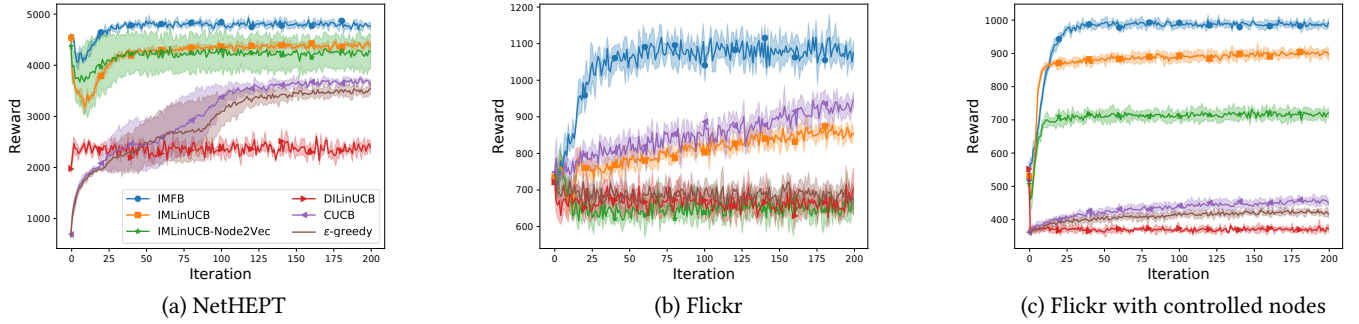 5000
4000
3000
2000
1000
Reward
IMFB
IMLinUCB
IMLinUCB-Node2Vec
DILinUCB
CUCB
ε-greedy
0 25 50 75 100 125 150 175 200
Iteration
(a) NetHEPT
1200
1100
1000
900
800
700
600
Reward
0 25 50 75 100 125 150 175 200
Iteration
(b) Flickr
1000
900
800
700
600
500
400
Reward
0 25 50 75 100 125 150 175 200
Iteration
(c) Flickr with controlled nodes